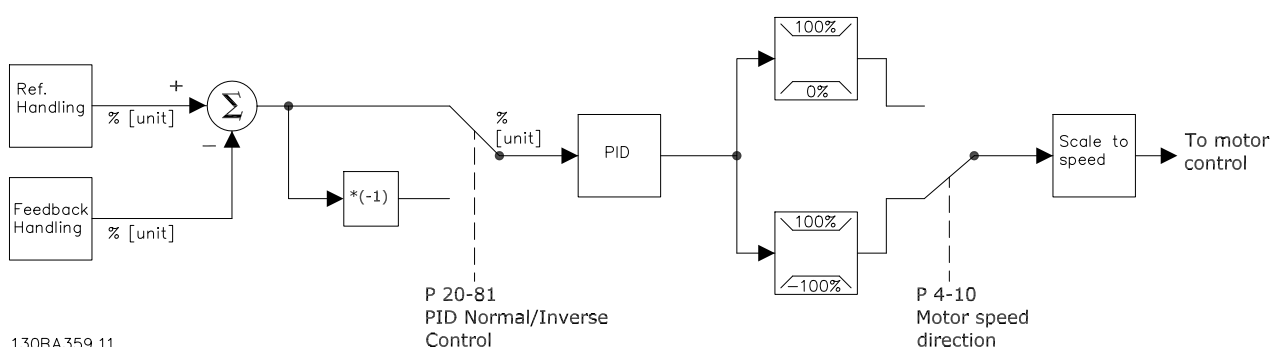 Ref.
Handling
+
% [unit]
Σ
−
Feedback
Handling
% [unit]
*(-1)
%
[unit]
P 20-81
PID Normal/Inverse
Control
PID
100%
0%
100%
−100%
P 4-10
Motor speed
direction
Scale to
speed
To motor
control
130BA359.11